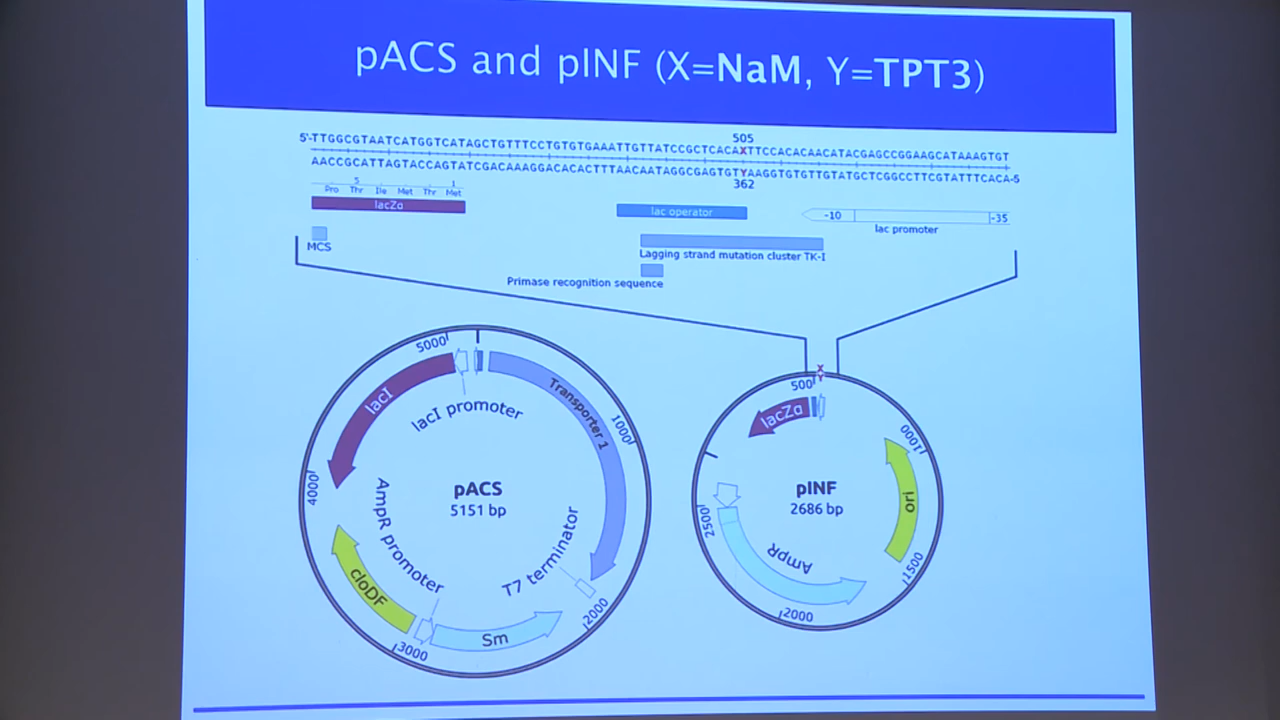 pACS and pINF (X=NaM, Y=TPT3)
505
5'-TTGGCGTAATCATGGTCATAGCTGTTTCCTGTGTGAAATTGTTATCCGCTCACAXTTCCACACAACATACGAGCCGGAAGCATAAAGTGT
AACCGCATTAGTACCAGTATCGACAAAGGACACACTTTAACAATAGGCGAGTGTYAAGGTGTGTTGTATGCTCGGCCTTCGTATTTCACA-5
362
5 1
Pro Thr Ile Met Thr Met
lacZα
lac operator
-10 -35
lac promoter
MCS
Lagging strand mutation cluster TK-I
Primase recognition sequence
5000
lacI
lacI promoter
Transporter 1
1000
4000
pACS
5151 bp
AmpR promoter
T7 terminator
cloDF
Sm
2000
3000
X
Y
500
lacZα
1000
pINF
2686 bp
ori
2500
AmpR
1500
2000